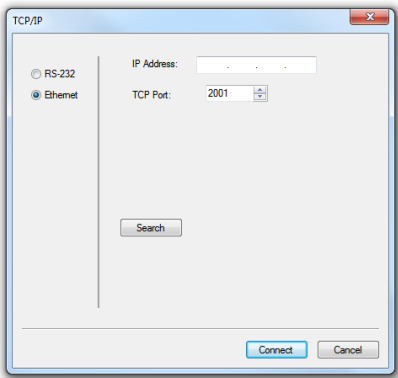 TCP/IP
IP Address: . . .
RS-232
Ethernet
TCP Port: 2001
Search
Connect Cancel